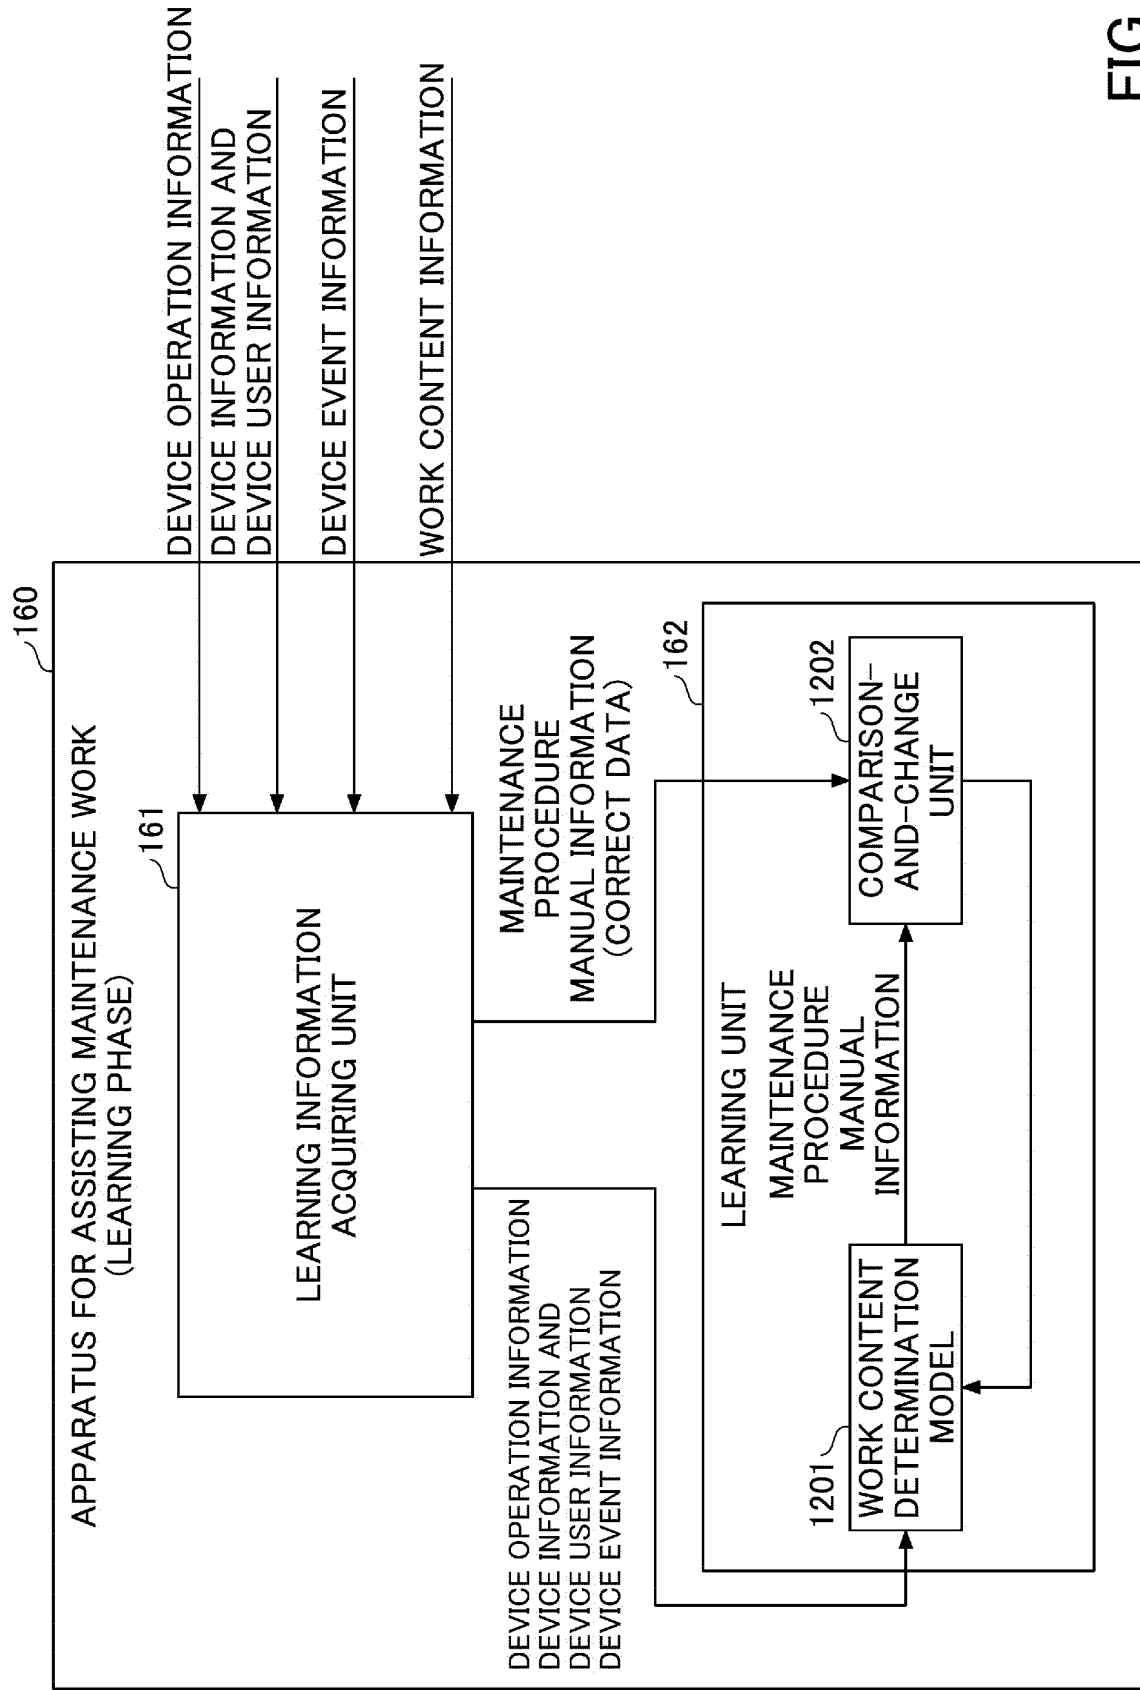 160
APPARATUS FOR ASSISTING MAINTENANCE WORK
(LEARNING PHASE)
161
LEARNING INFORMATION
ACQUIRING UNIT
DEVICE OPERATION INFORMATION
DEVICE INFORMATION AND
DEVICE USER INFORMATION
DEVICE EVENT INFORMATION
WORK CONTENT INFORMATION
DEVICE OPERATION INFORMATION
DEVICE INFORMATION AND
DEVICE USER INFORMATION
DEVICE EVENT INFORMATION
MAINTENANCE
PROCEDURE
MANUAL INFORMATION
(CORRECT DATA)
162
LEARNING UNIT
MAINTENANCE
PROCEDURE
MANUAL
INFORMATION
1201
WORK CONTENT
DETERMINATION
MODEL
1202
COMPARISON-
AND-CHANGE
UNIT
FIG